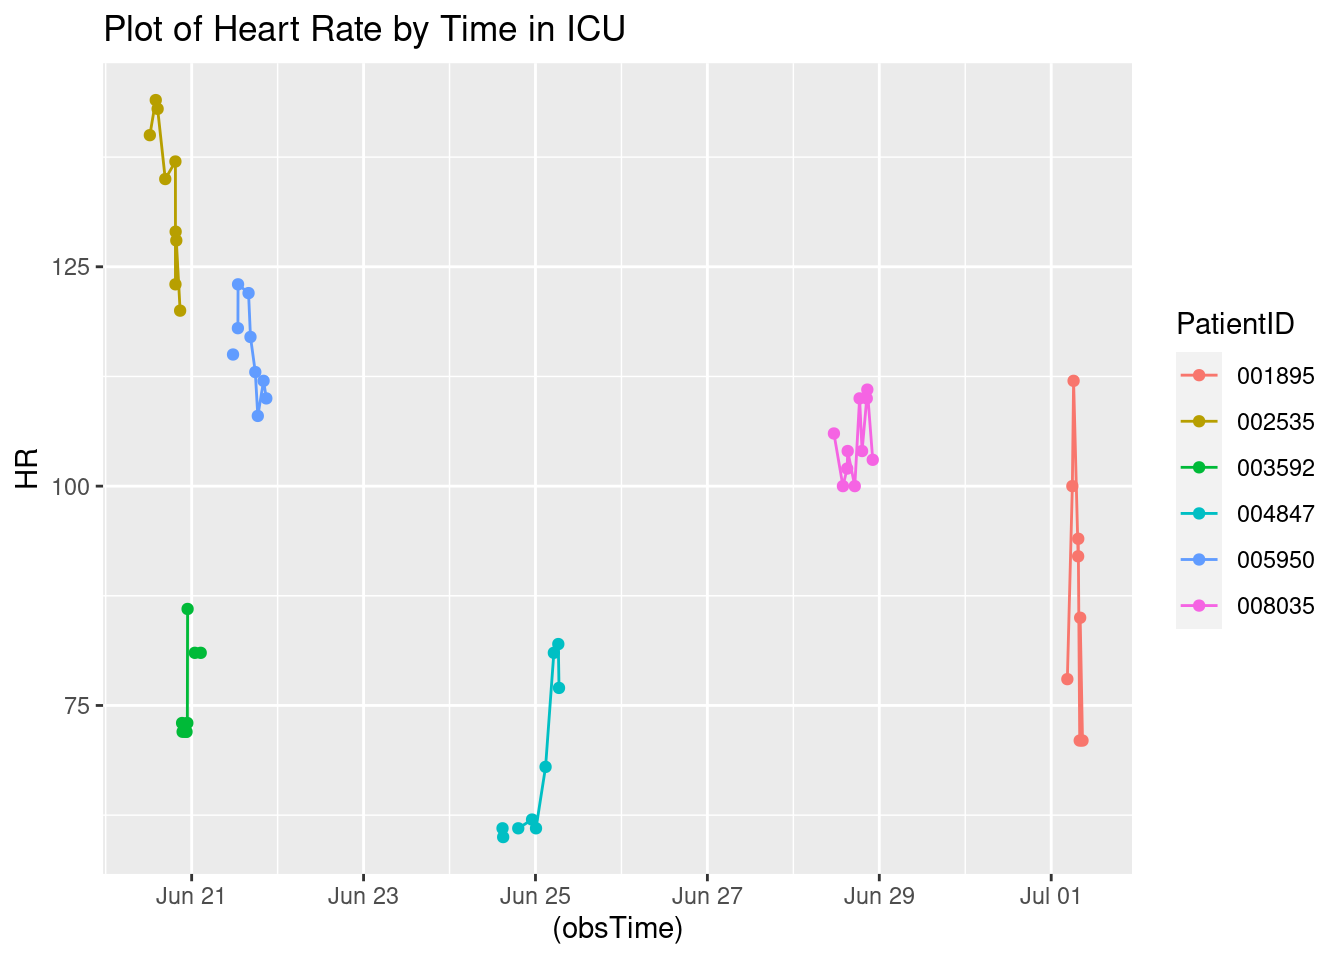 Plot of Heart Rate by Time in ICU
HR
125
100
75
Jun 21 Jun 23 Jun 25 Jun 27 Jun 29 Jul 01
(obsTime)
PatientID
001895
002535
003592
004847
005950
008035